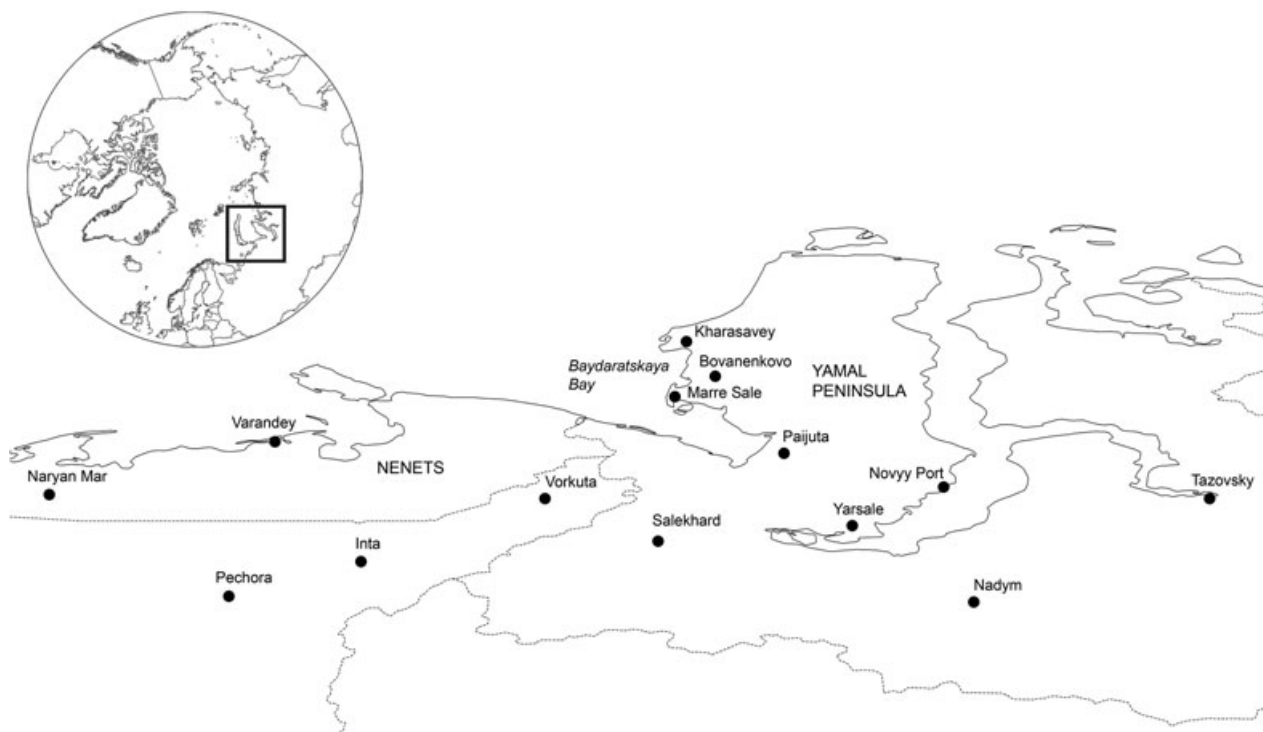 Kharasavey
Baydaratskaya
Bay
Bovanenkovo
YAMAL
PENINSULA
Marre Sale
Varandey
Paijuta
NENETS
Naryan Mar
Vorkuta
Novyy Port
Tazovsky
Yarsale
Salekhard
Inta
Pechora
Nadym